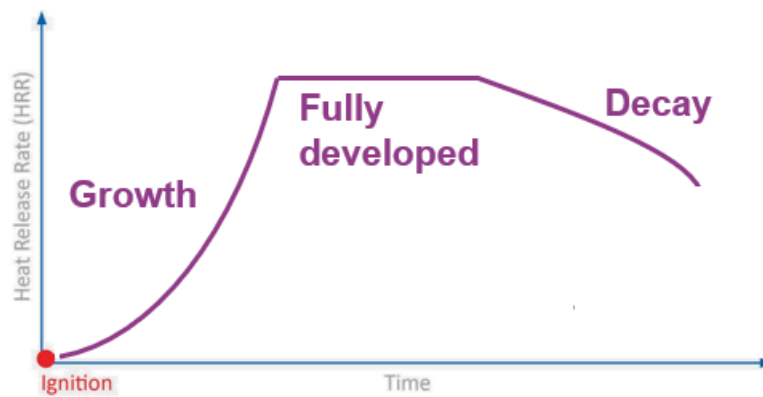 Heat Release Rate (HRR)
Growth
Fully
developed
Decay
Ignition
Time